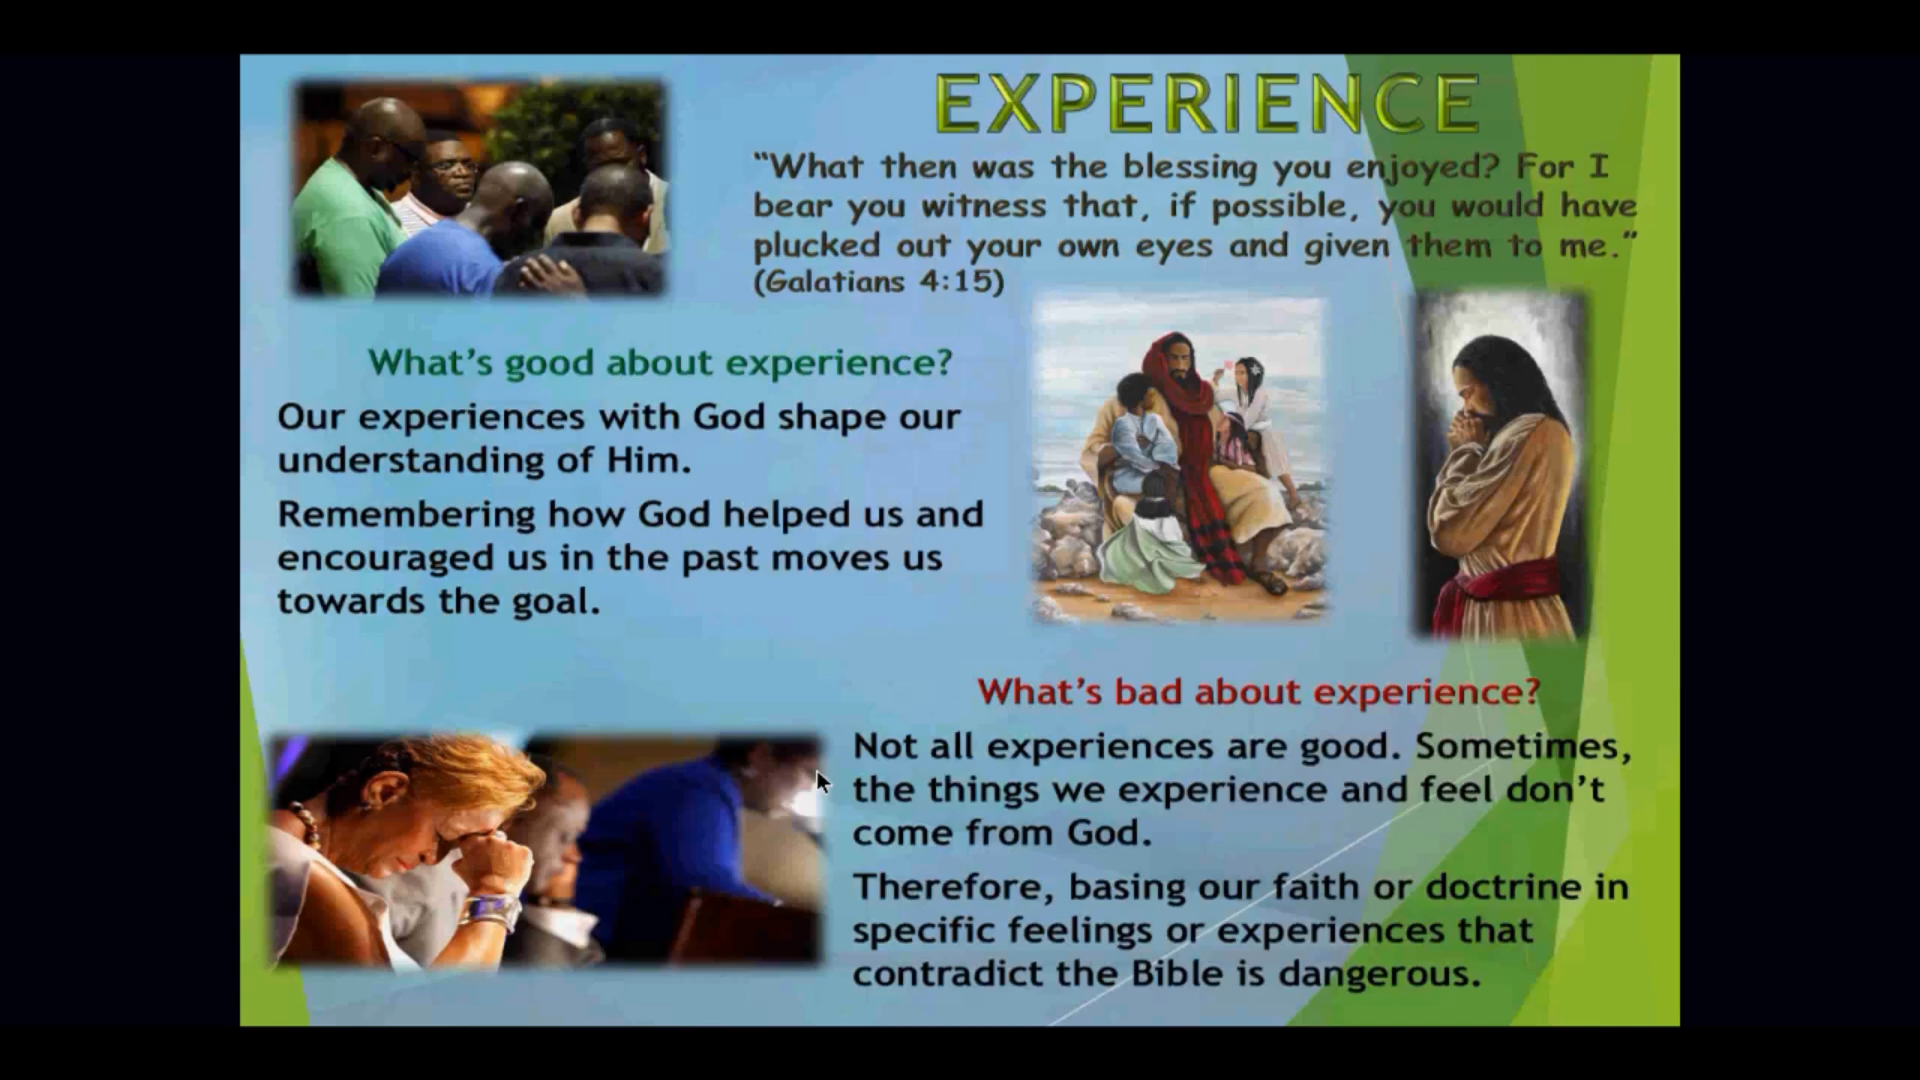 EXPERIENCE
“What then was the blessing you enjoyed? For I
bear you witness that, if possible, you would have
plucked out your own eyes and given them to me.”
(Galatians 4:15)
What’s good about experience?
Our experiences with God shape our
understanding of Him.
Remembering how God helped us and
encouraged us in the past moves us
towards the goal.
What’s bad about experience?
Not all experiences are good. Sometimes,
the things we experience and feel don’t
come from God.
Therefore, basing our faith or doctrine in
specific feelings or experiences that
contradict the Bible is dangerous.